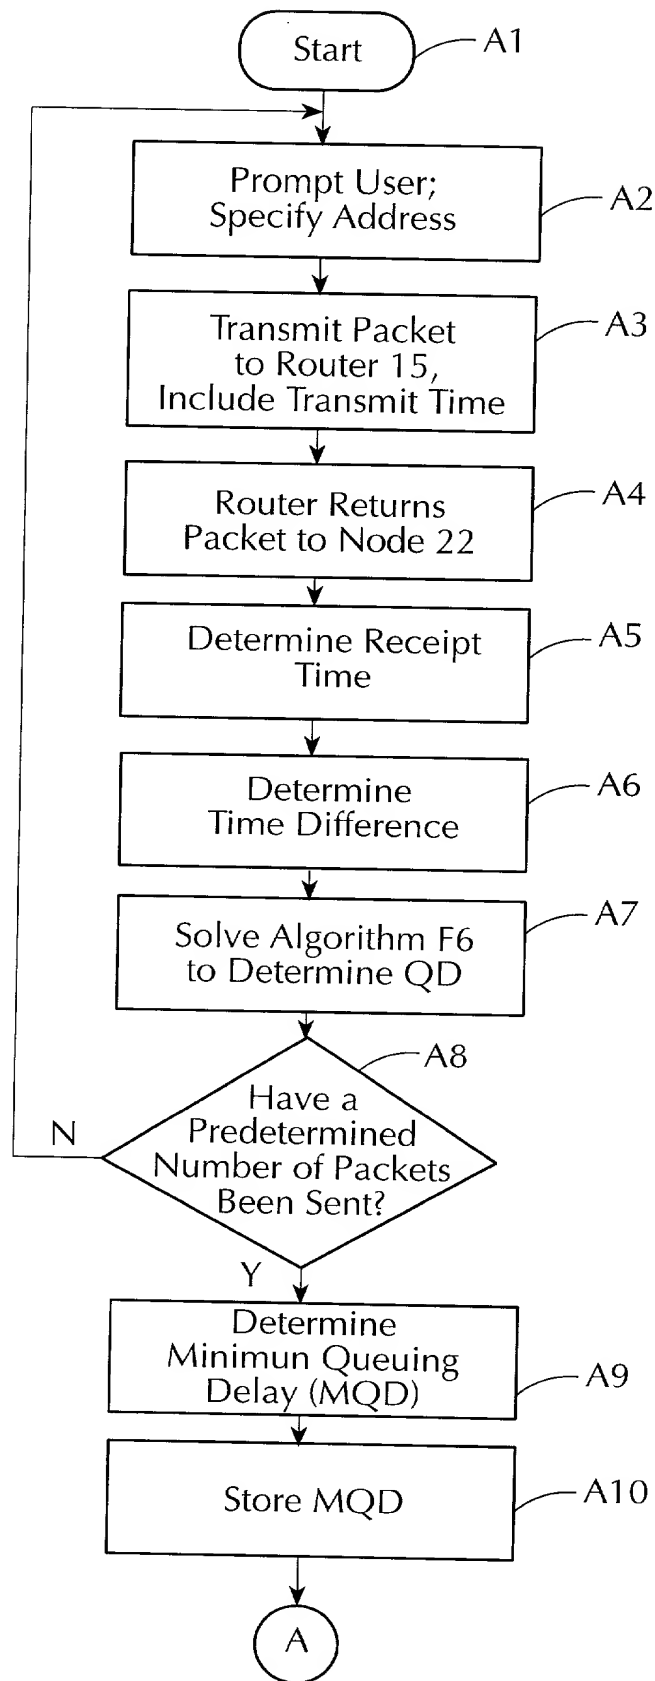 Start
A1
Prompt User;
Specify Address
A2
Transmit Packet
to Router 15,
Include Transmit Time
A3
Router Returns
Packet to Node 22
A4
Determine Receipt
Time
A5
Determine
Time Difference
A6
Solve Algorithm F6
to Determine QD
A7
A8
Have a
Predetermined
Number of Packets
Been Sent?
N
Y
Determine
Minimun Queuing
Delay (MQD)
A9
Store MQD
A10
A